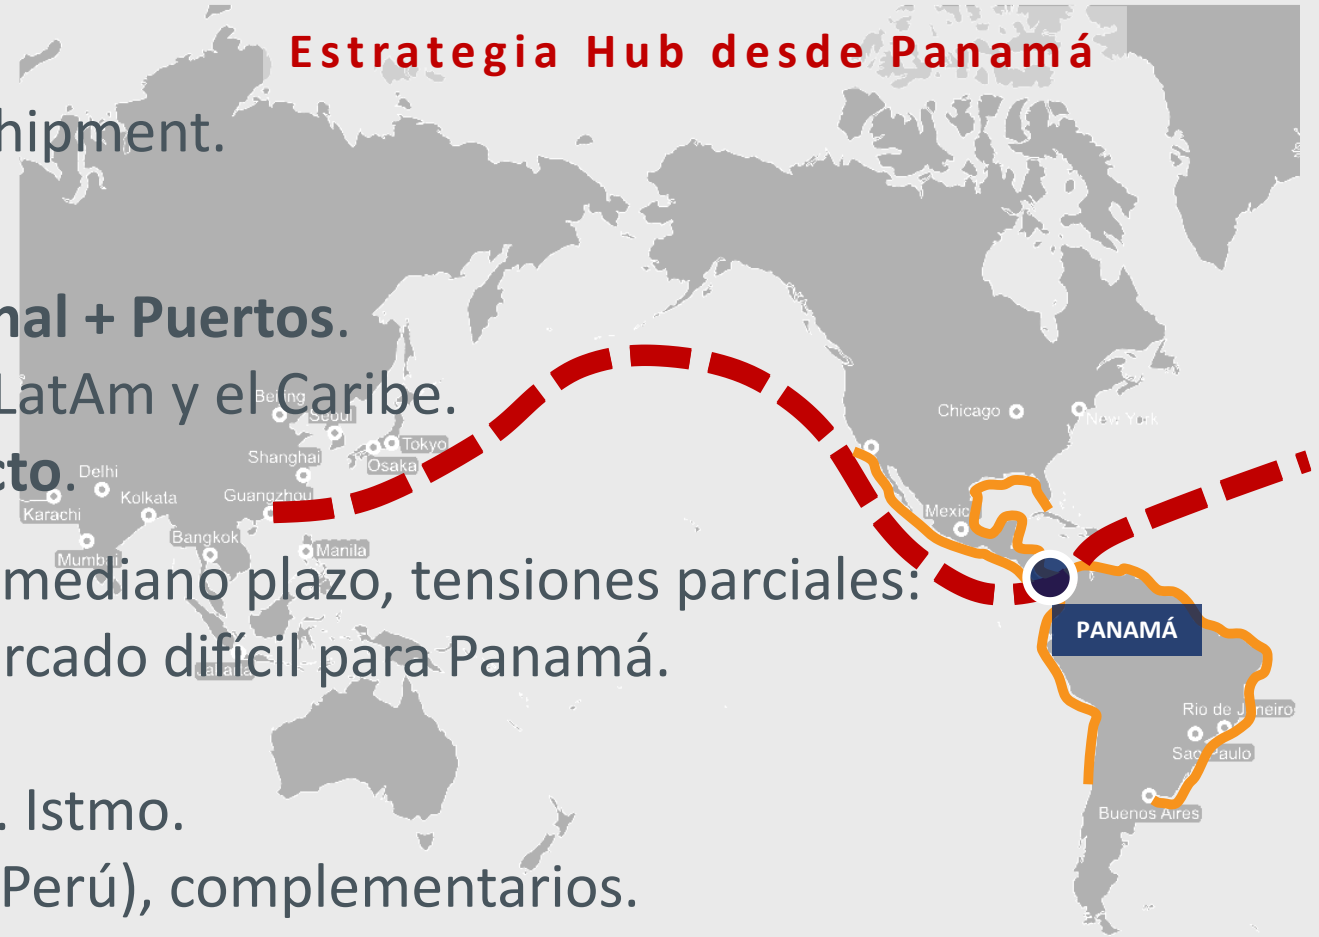 Estrategia Hub desde Panamá
hipment.
nal + Puertos.
LatAm y el Caribe.
cto.
mediano plazo, tensiones parciales:
rcado difícil para Panamá.
. Istmo.
Perú), complementarios.
Beijing
Seoul
Tokyo
Osaka
Shanghai
Guangzhou
Delhi
Kolkata
Karachi
Mumbai
Bangkok
Manila
Chicago
New York
Mexico
PANAMÁ
Rio de Janeiro
Sao Paulo
Buenos Aires